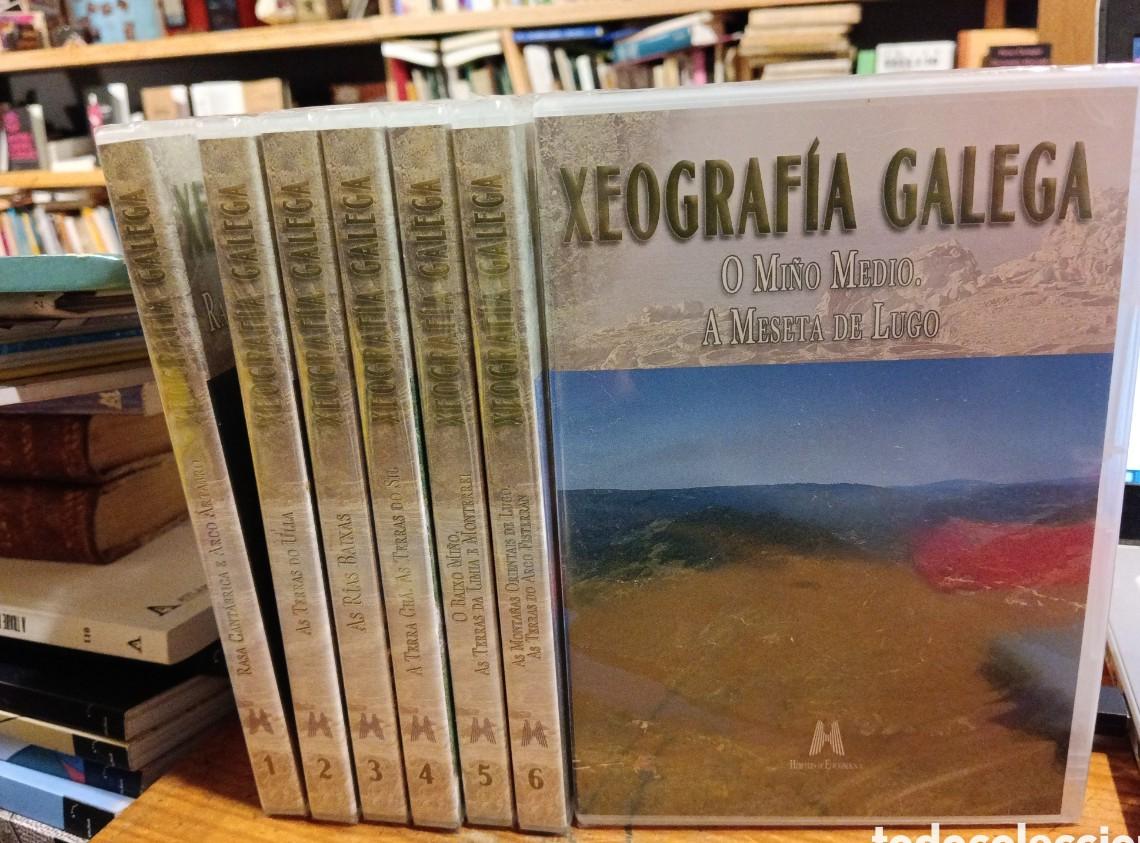 XEOGRAFÍA GALEGA
RASA CANTÁBRICA E ARCO ÁRTABRO
1
XEOGRAFÍA GALEGA
AS TERRAS DO ULLA
2
XEOGRAFÍA GALEGA
AS RÍAS BAIXAS
3
XEOGRAFÍA GALEGA
A TERRA CHÁ. AS TERRAS DO SIL
4
XEOGRAFÍA GALEGA
O BAIXO MIÑO.
AS TERRAS DA LIMIA E MONTERREI
5
XEOGRAFÍA GALEGA
AS MONTAÑAS ORIENTAIS DE LUGO
AS TERRAS DO ARCO FISTERRÁN
6
XEOGRAFÍA GALEGA
O MIÑO MEDIO.
A MESETA DE LUGO
todocoleccion